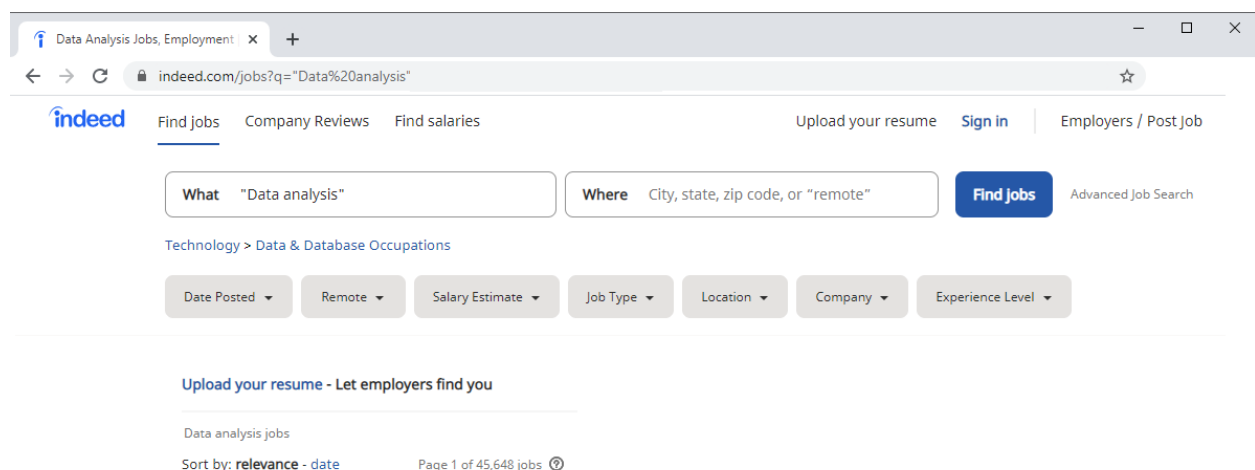 Data Analysis Jobs, Employment
indeed.com/jobs?q="Data%20analysis"
indeed Find jobs Company Reviews Find salaries Upload your resume Sign in Employers / Post Job
What "Data analysis" Where City, state, zip code, or “remote” Find jobs Advanced Job Search
Technology > Data & Database Occupations
Date Posted Remote Salary Estimate Job Type Location Company Experience Level
Upload your resume - Let employers find you
Data analysis jobs
Sort by: relevance - date Page 1 of 45,648 jobs